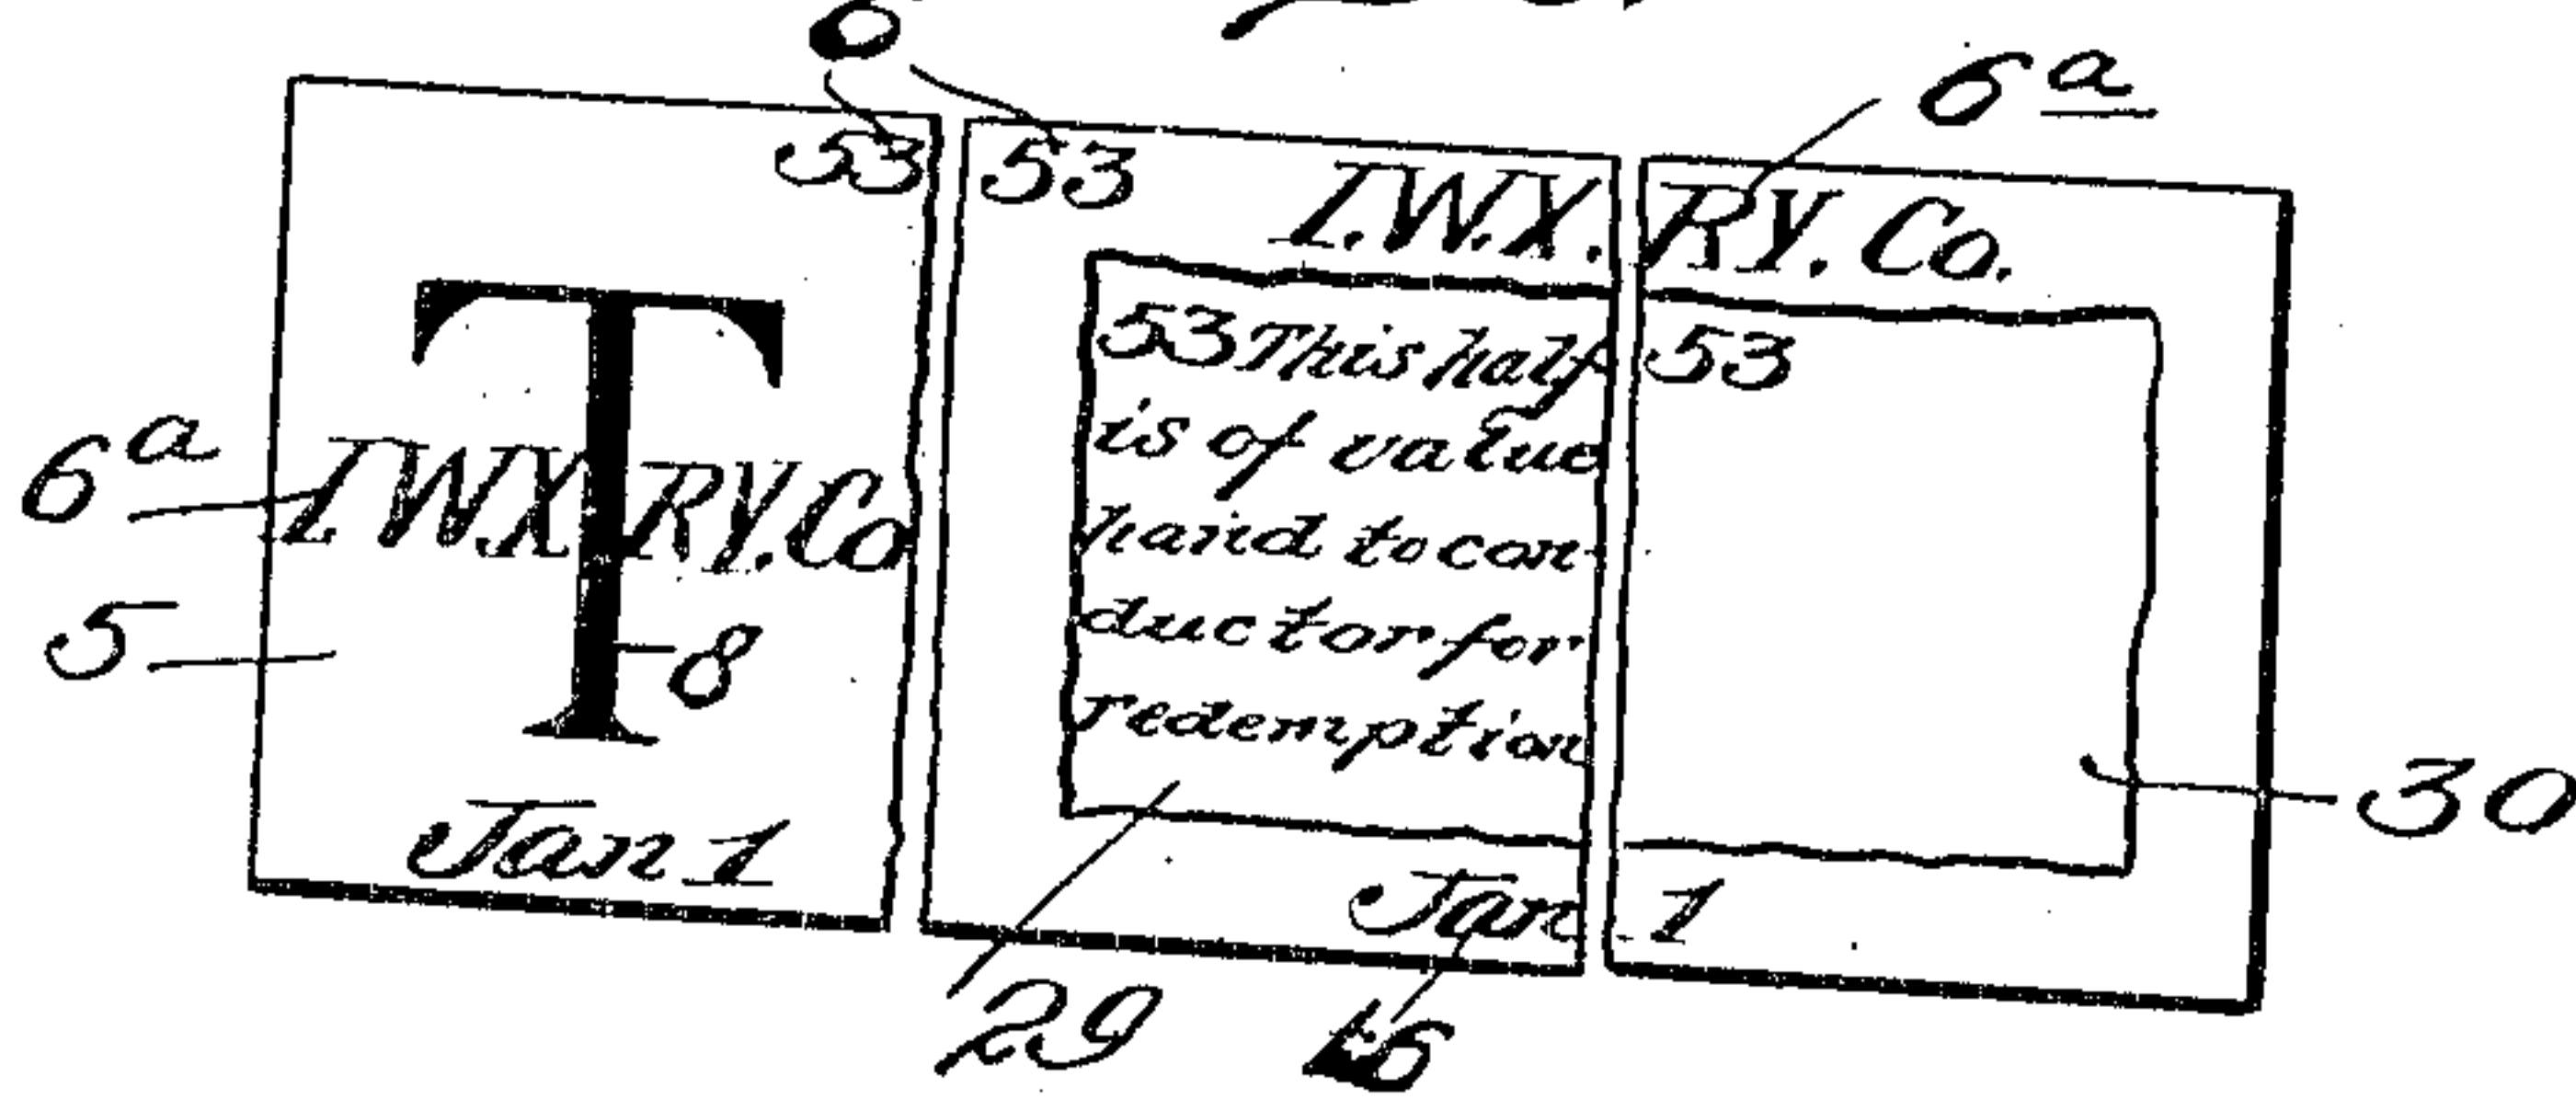 6
6a
53 53
I.W.X. RY. Co.
T
53 This half 53
is of value
hand to con-
ductor for
redemption
6a
I W.X RY. Co
5
8
30
Jan 1
Jan 1
29